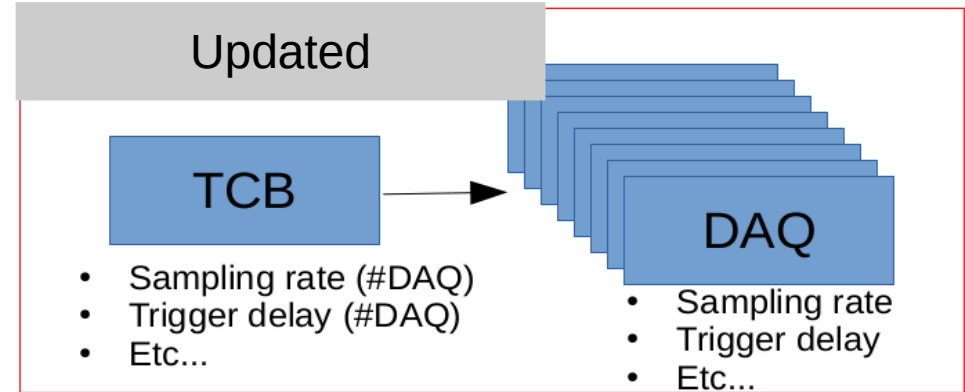 Updated
TCB
• Sampling rate (#DAQ)
• Trigger delay (#DAQ)
• Etc...
DAQ
• Sampling rate
• Trigger delay
• Etc...